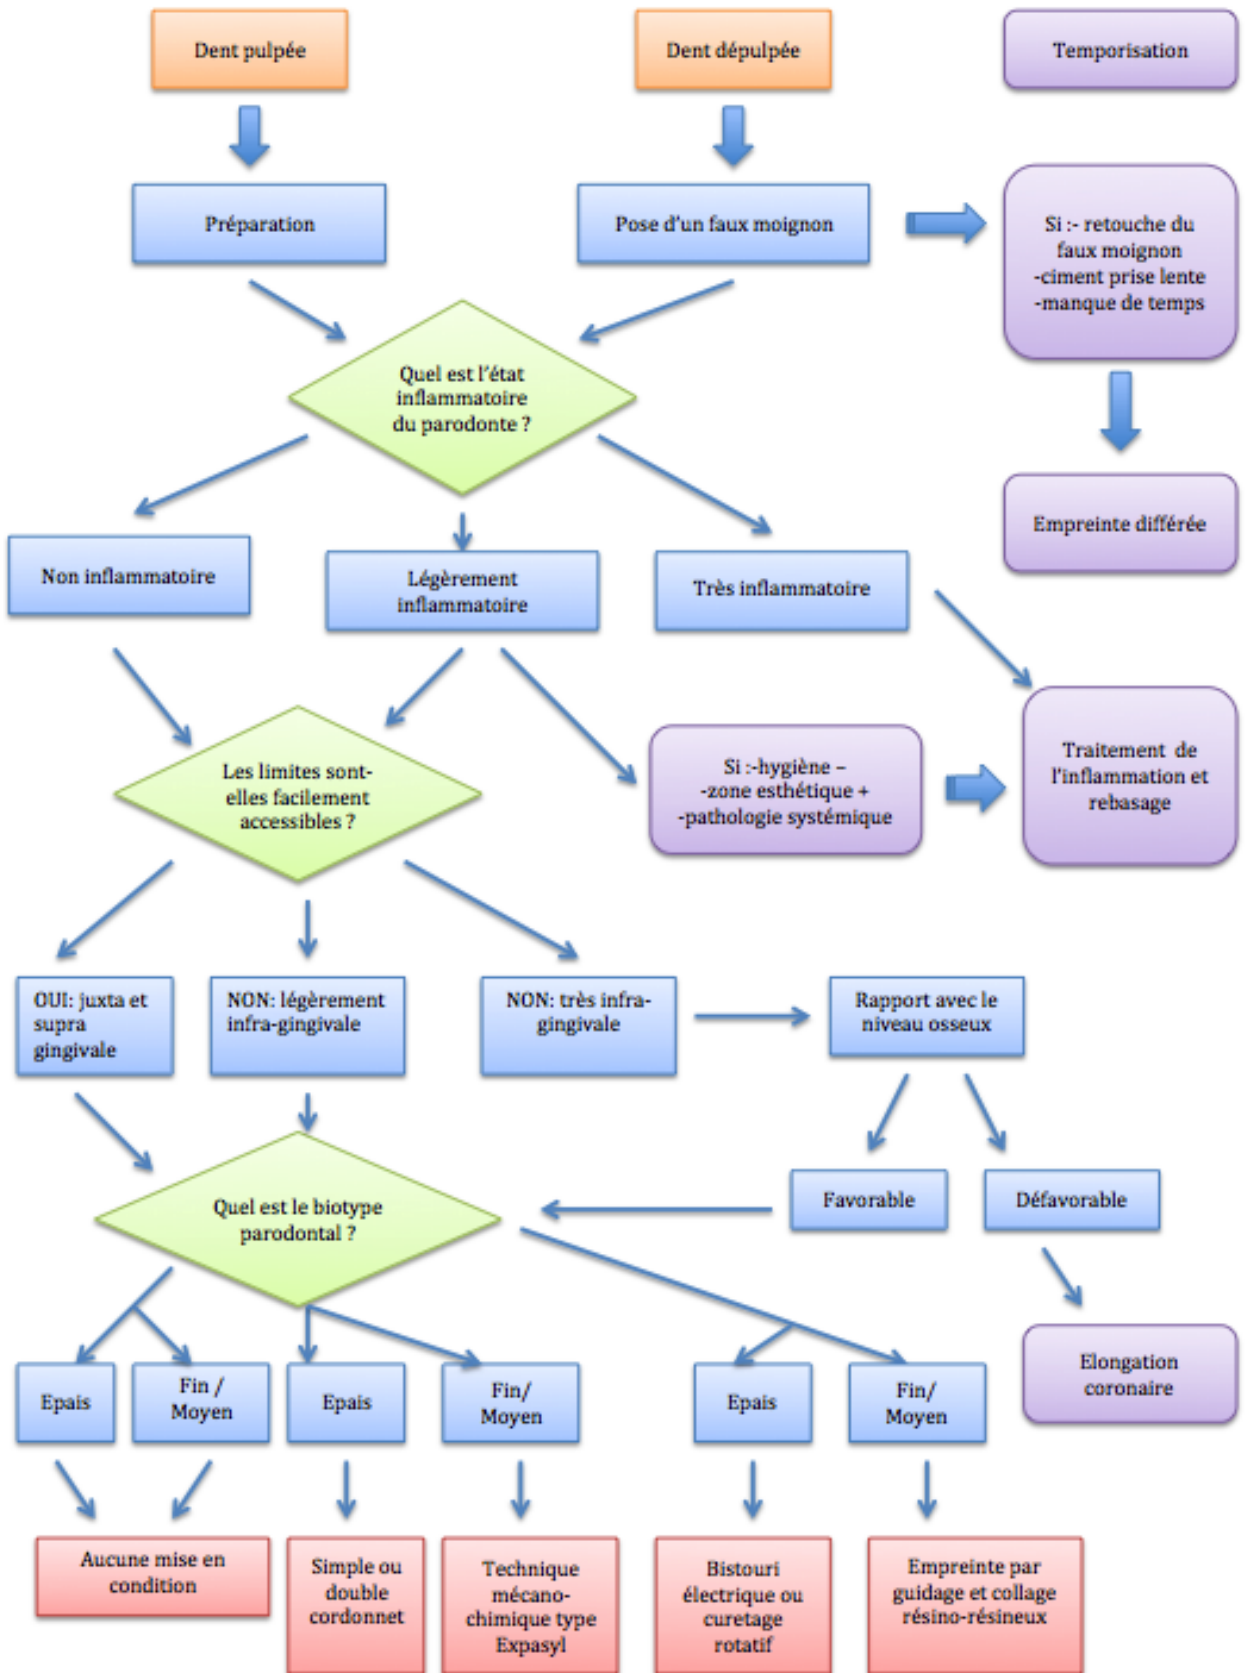 Dent pulpée
Dent dépulpée
Temporisation
Préparation
Pose d'un faux moignon
Si :- retouche du
faux moignon
-ciment prise lente
-manque de temps
Quel est l'état
inflammatoire
du parodonte ?
Empreinte différée
Non inflammatoire
Légèrement
inflammatoire
Très inflammatoire
Les limites sont-
elles facilement
accessibles ?
Si :-hygiène –
-zone esthétique +
-pathologie systémique
Traitement de
l'inflammation et
rebasage
OUI: juxta et
supra
gingivale
NON: légèrement
infra-gingivale
NON: très infra-
gingivale
Rapport avec le
niveau osseux
Quel est le biotype
parodontal ?
Favorable
Défavorable
Epais
Fin /
Moyen
Epais
Fin/
Moyen
Epais
Fin/
Moyen
Elongation
coronaire
Aucune mise en
condition
Simple ou
double
cordonnet
Technique
mécano-
chimique type
Expasyl
Bistouri
électrique ou
curetage
rotatif
Empreinte par
guidage et collage
résino-résineux